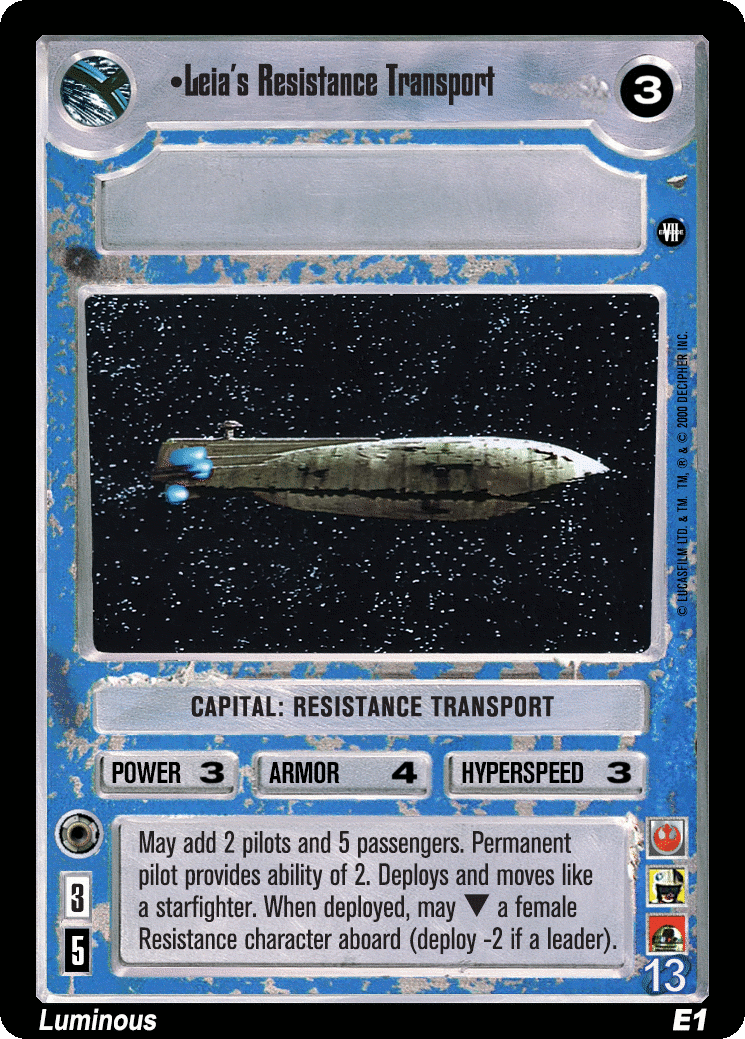 •Leia's Resistance Transport
3
EPISODE
VII
© LUCASFILM LTD. & TM. TM, ® & © 2000 DECIPHER INC.
CAPITAL: RESISTANCE TRANSPORT
POWER 3 ARMOR 4 HYPERSPEED 3
May add 2 pilots and 5 passengers. Permanent
pilot provides ability of 2. Deploys and moves like
a starfighter. When deployed, may ▼ a female
Resistance character aboard (deploy -2 if a leader).
3
5
13
Luminous E1